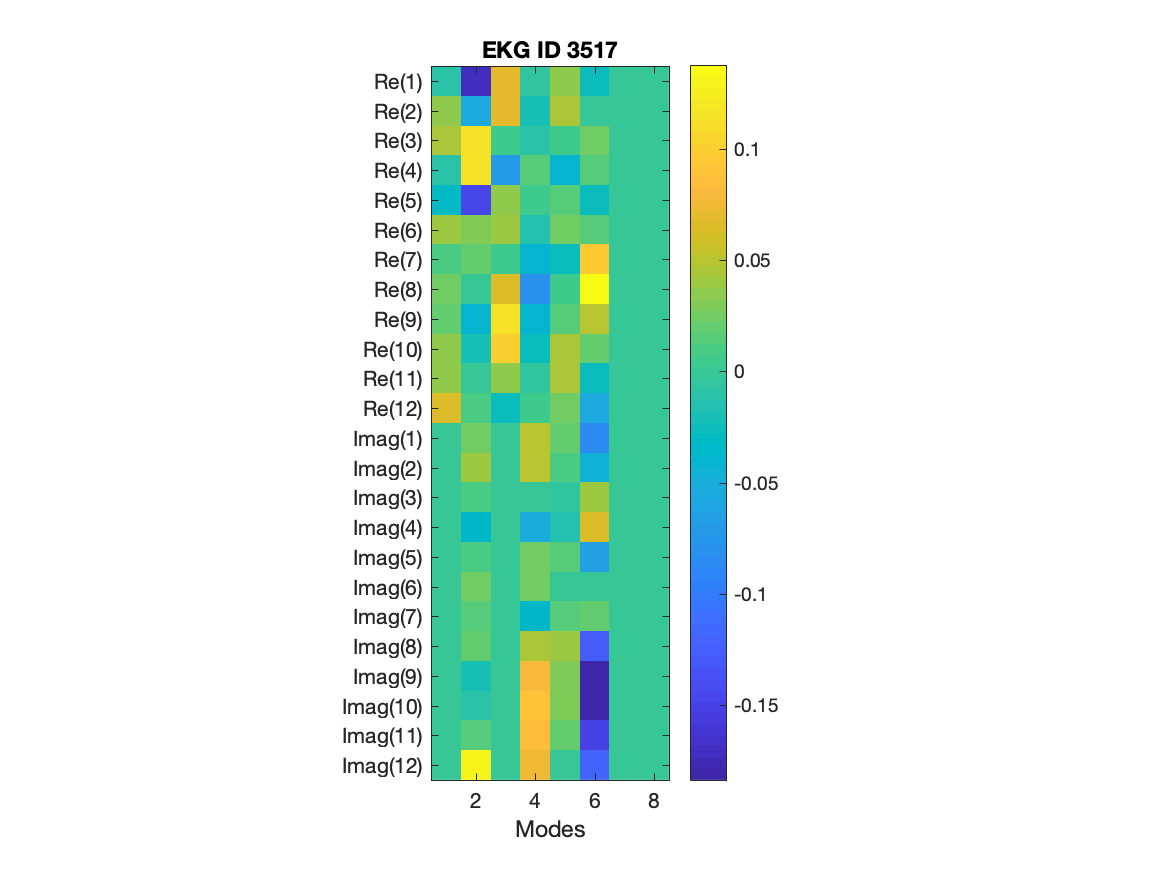 EKG ID 3517
Re(1)
Re(2)
Re(3)
Re(4)
Re(5)
Re(6)
Re(7)
Re(8)
Re(9)
Re(10)
Re(11)
Re(12)
Imag(1)
Imag(2)
Imag(3)
Imag(4)
Imag(5)
Imag(6)
Imag(7)
Imag(8)
Imag(9)
Imag(10)
Imag(11)
Imag(12)
2 4 6 8
Modes
0.1
0.05
0
-0.05
-0.1
-0.15